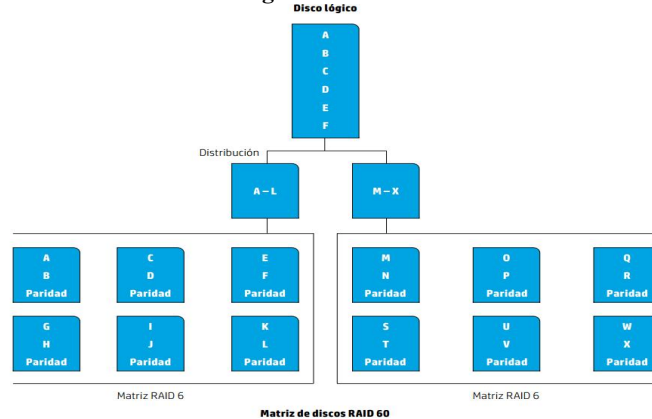 Disco lógico
A
B
C
D
E
F
Distribución
A – L
M – X
A
B
Paridad
C
D
Paridad
E
F
Paridad
G
H
Paridad
I
J
Paridad
K
L
Paridad
Matriz RAID 6
M
N
Paridad
O
P
Paridad
Q
R
Paridad
S
T
Paridad
U
V
Paridad
W
X
Paridad
Matriz RAID 6
Matriz de discos RAID 60